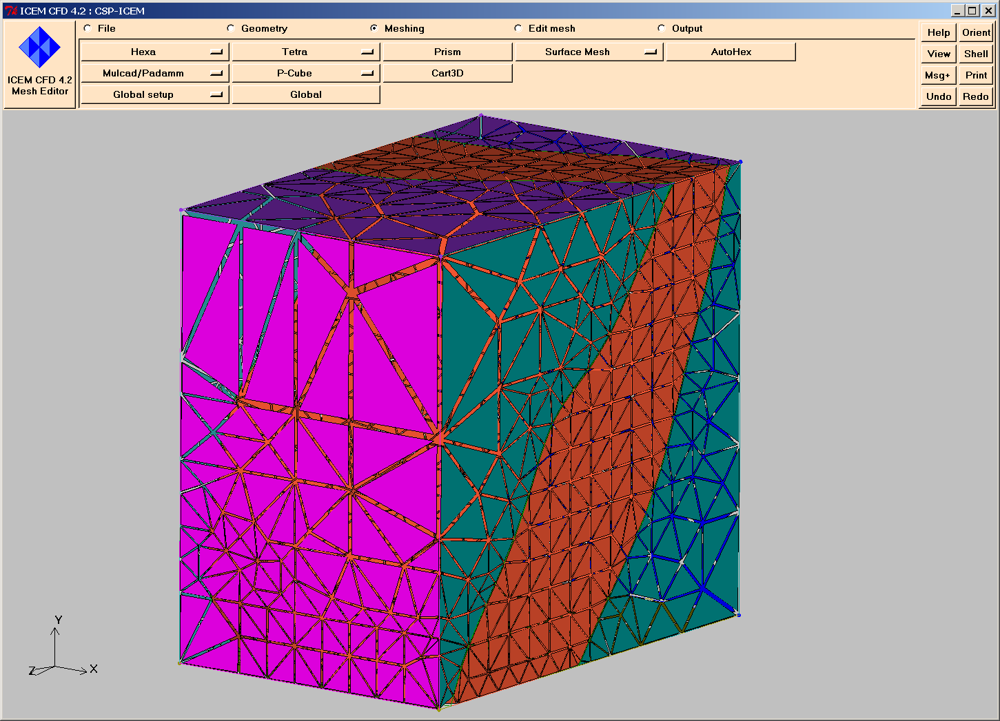 ICEM CFD 4.2 : CSP-ICEM
File Geometry Meshing Edit mesh Output
Hexa Tetra Prism Surface Mesh AutoHex
Mulcad/Padamm P-Cube Cart3D
Global setup Global
ICEM CFD 4.2
Mesh Editor
Help Orient
View Shell
Msg+ Print
Undo Redo
Y
Z X